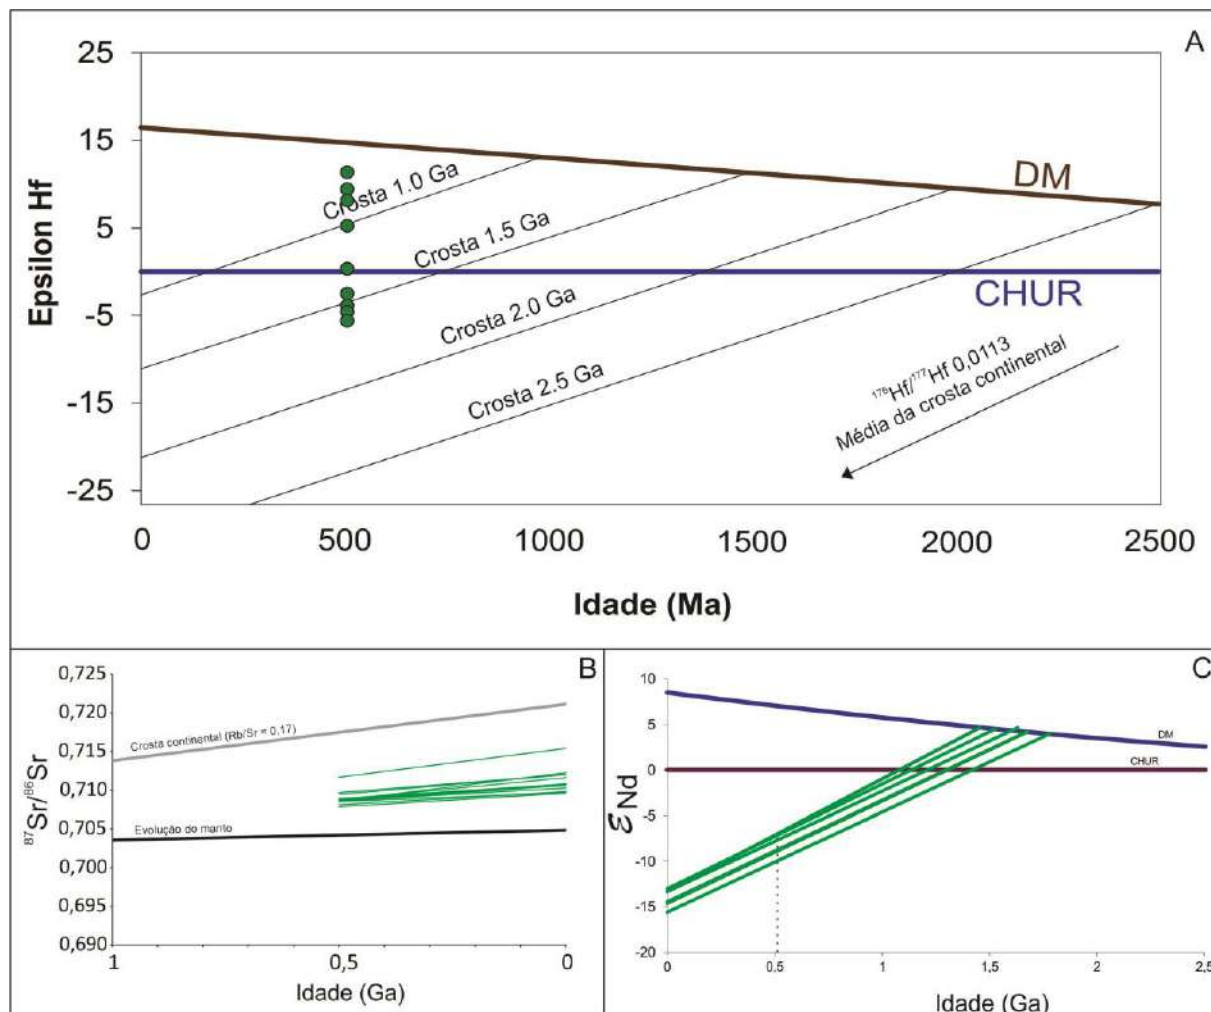 A
25
15
5
-5
-15
-25
Epsilon Hf
DM
CHUR
Crosta 1.0 Ga
Crosta 1.5 Ga
Crosta 2.0 Ga
Crosta 2.5 Ga
¹⁷⁶Hf/¹⁷⁷Hf 0,0113
Média da crosta continental
0 500 1000 1500 2000 2500
Idade (Ma)
B
0,725
0,720
0,715
0,710
0,705
0,700
0,695
0,690
⁸⁷Sr/⁸⁶Sr
Crosta continental (Rb/Sr = 0,17)
Evolução do manto
1 0,5 0
Idade (Ga)
C
10
5
0
-5
-10
-15
-20
εNd
DM
CHUR
0 0,5 1 1,5 2 2,5
Idade (Ga)